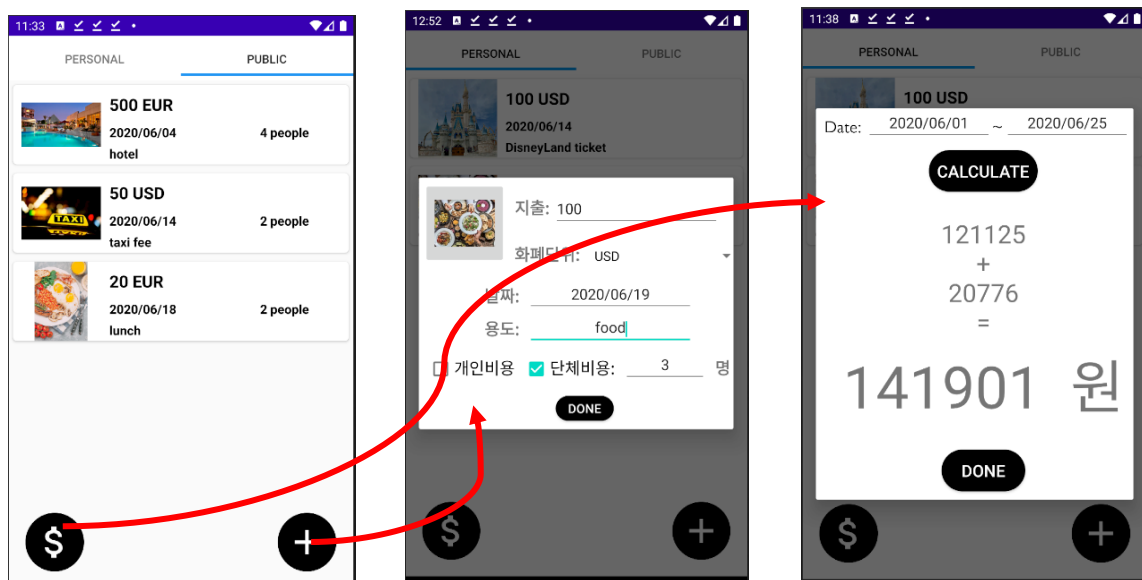 11:33
PERSONAL PUBLIC
500 EUR
2020/06/04 4 people
hotel
TAXI
50 USD
2020/06/14 2 people
taxi fee
20 EUR
2020/06/18 2 people
lunch
$ +
12:52
PERSONAL PUBLIC
100 USD
2020/06/14
DisneyLand ticket
지출: 100
화폐단위: USD
날짜: 2020/06/19
용도: food
개인비용 단체비용: 3 명
DONE
$ +
11:38
PERSONAL PUBLIC
100 USD
Date: 2020/06/01 ~ 2020/06/25
CALCULATE
121125
+
20776
=
141901 원
DONE
$ +